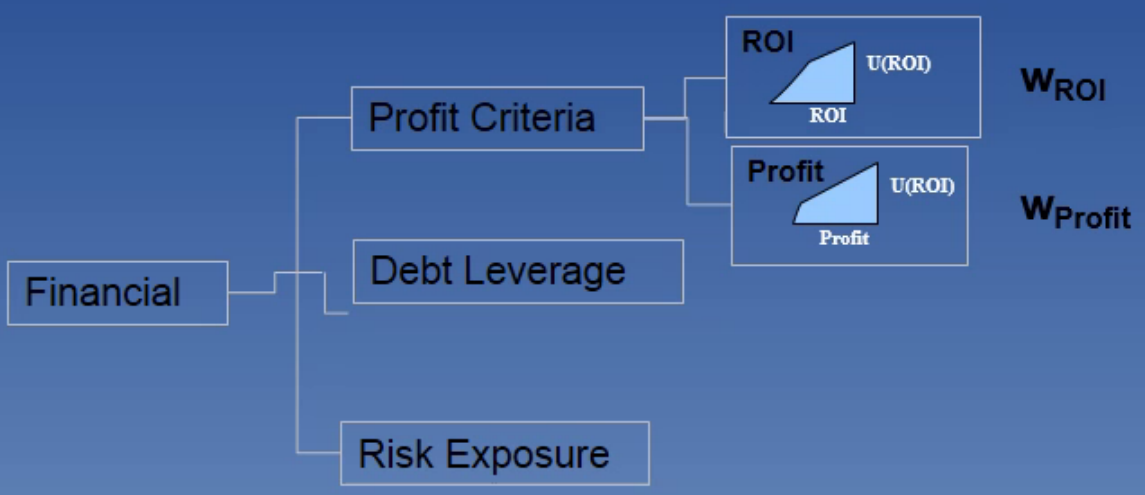 ROI
U(ROI)
ROI
wROI
Profit Criteria
Profit
U(ROI)
Profit
wProfit
Debt Leverage
Financial
Risk Exposure